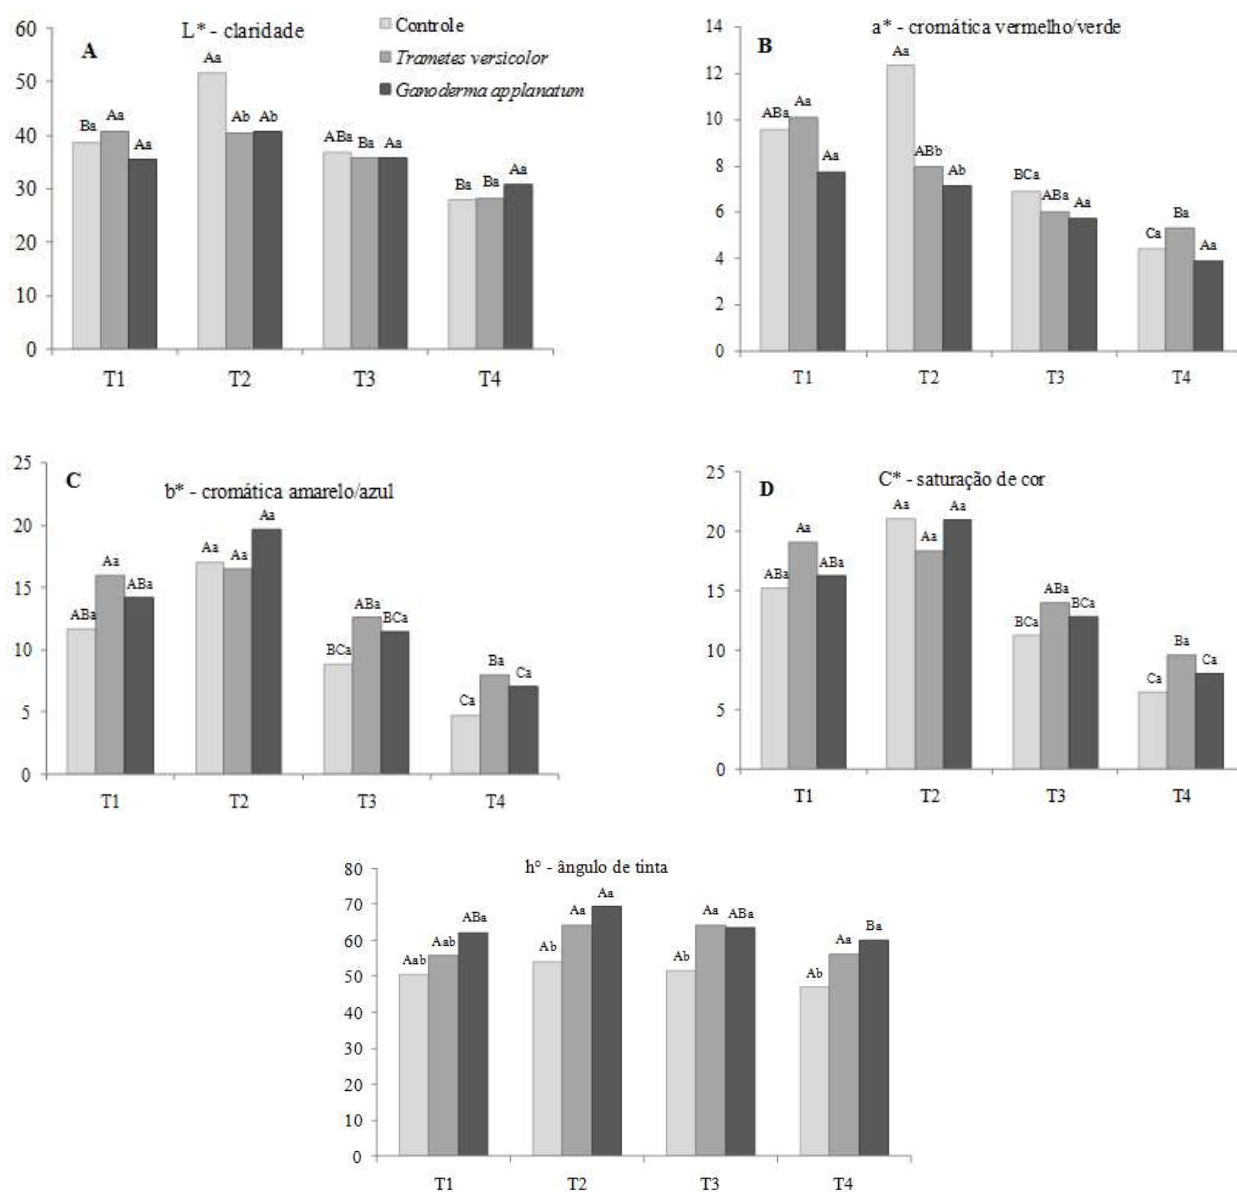 A
L* - claridade
Controle
Trametes versicolor
Ganoderma applanatum
60
50
40
30
20
10
0
Ba Aa Aa
Aa Ab Ab
ABa Ba Aa
Ba Ba Aa
T1 T2 T3 T4
B
a* - cromática vermelho/verde
14
12
10
8
6
4
2
0
ABa Aa Aa
Aa ABb Ab
BCa ABa Aa
Ca Ba Aa
T1 T2 T3 T4
C
b* - cromática amarelo/azul
25
20
15
10
5
0
ABa Aa ABa
Aa Aa Aa
BCa ABa BCa
Ca Ba Ca
T1 T2 T3 T4
D
C* - saturação de cor
25
20
15
10
5
0
ABa Aa ABa
Aa Aa Aa
BCa ABa BCa
Ca Ba Ca
T1 T2 T3 T4
h° - ângulo de tinta
80
70
60
50
40
30
20
10
0
Aab Aab ABa
Ab Aa Aa
Ab Aa ABa
Ab Aa Ba
T1 T2 T3 T4